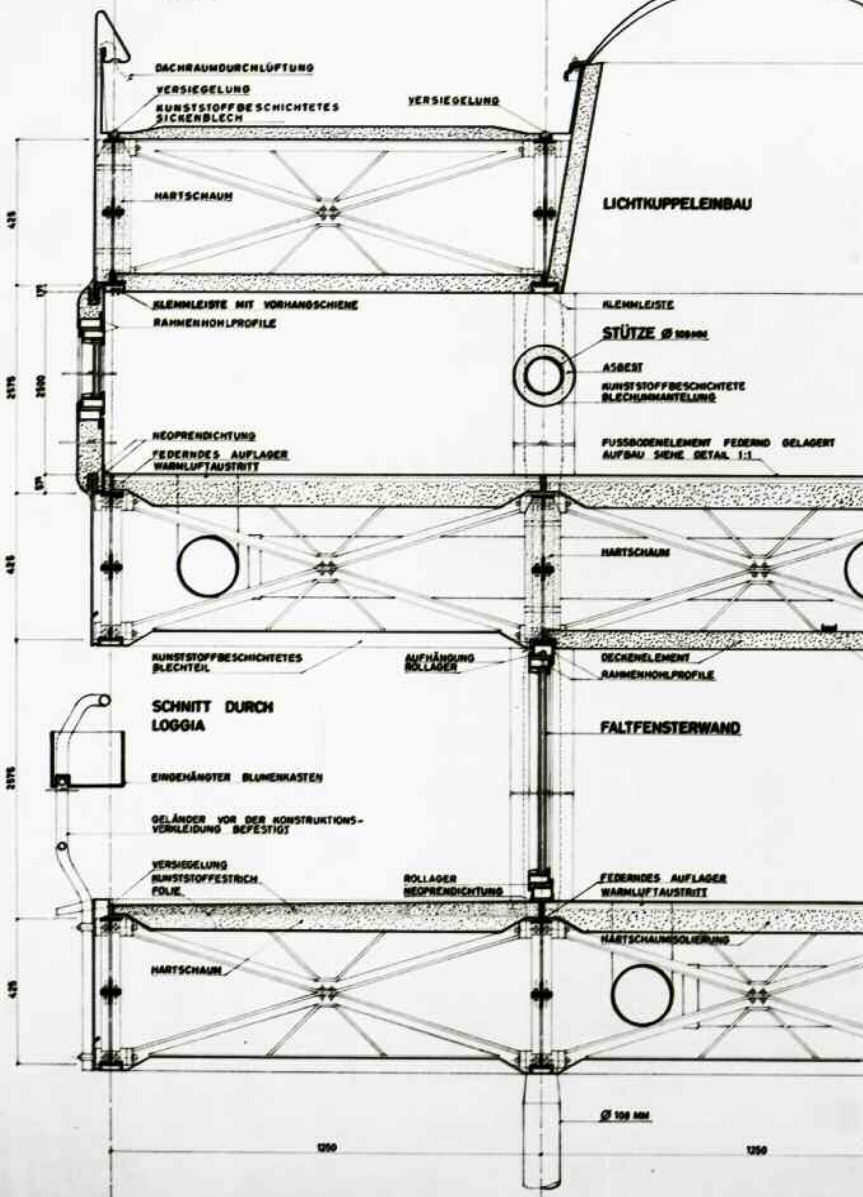 DACHRAUMDURCHLÜFTUNG
VERSIEGELUNG
KUNSTSTOFFBESCHICHTETES
SICKENBLECH
VERSIEGELUNG
HARTSCHAUM
LICHTKUPPELEINBAU
425
KLEMMLEISTE MIT VORHANGSCHIENE
RAHMENHOHLPROFILE
KLEMMLEISTE
STÜTZE Ø 108 MM
ASBEST
KUNSTSTOFFBESCHICHTETE
BLECHUMMANTELUNG
2575
2500
NEOPRENDICHTUNG
FEDERNDES AUFLAGER
WARMLUFTAUSTRITT
FUSSBODENELEMENT FEDERND GELAGERT
AUFBAU SIEHE DETAIL 1:1
425
HARTSCHAUM
KUNSTSTOFFBESCHICHTETES
BLECHTEIL
AUFHÄNGUNG
ROLLAGER
DECKENELEMENT
RAHMENHOHLPROFILE
SCHNITT DURCH
LOGGIA
FALTFENSTERWAND
2575
EINGEHÄNGTER BLUMENKASTEN
GELÄNDER VOR DER KONSTRUKTIONS-
VERKLEIDUNG BEFESTIGT
VERSIEGELUNG
KUNSTSTOFFESTRICH
FOLIE
ROLLAGER
NEOPRENDICHTUNG
FEDERNDES AUFLAGER
WARMLUFTAUSTRITT
HARTSCHAUMISOLIERUNG
HARTSCHAUM
425
Ø 108 MM
1250
1250